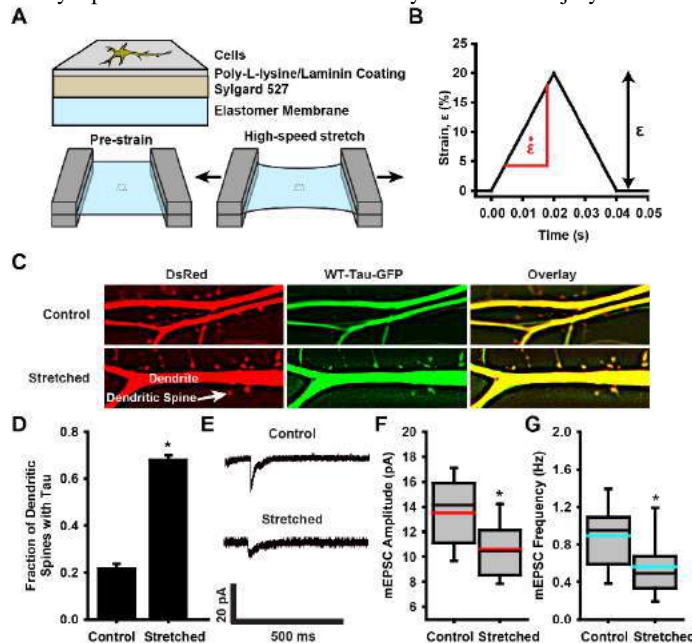 A
Cells
Poly-L-lysine/Laminin Coating
Sylgard 527
Elastomer Membrane
Pre-strain
High-speed stretch
B
Strain, ε (%)
25
20
15
10
5
0
ε̇
ε
0.00 0.01 0.02 0.03 0.04 0.05
Time (s)
C
DsRed
WT-Tau-GFP
Overlay
Control
Stretched
Dendrite
Dendritic Spine
D
Fraction of Dendritic
Spines with Tau
0.8
0.6
0.4
0.2
0.0
*
Control Stretched
E
Control
Stretched
20 pA
500 ms
F
mEPSC Amplitude (pA)
18
16
14
12
10
8
6
*
Control Stretched
G
mEPSC Frequency (Hz)
1.8
1.2
0.8
0.4
0.0
*
Control Stretched